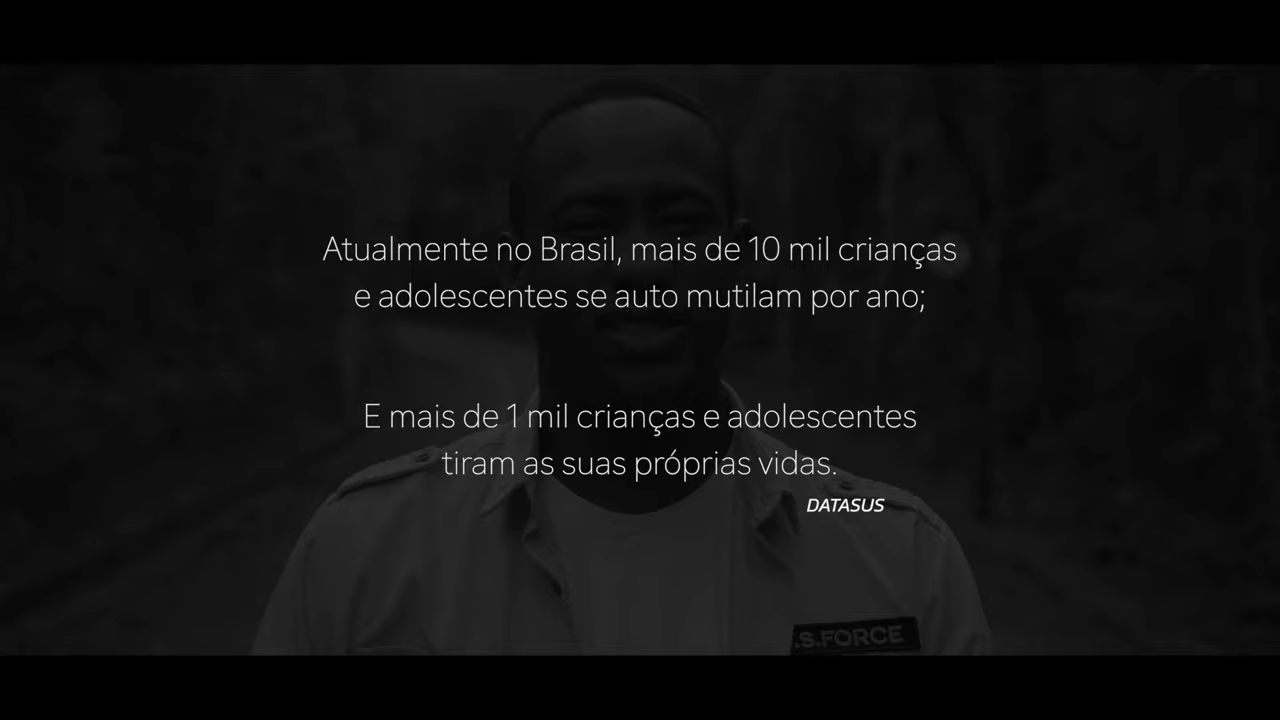 Atualmente no Brasil, mais de 10 mil crianças
e adolescentes se auto mutilam por ano;
E mais de 1 mil crianças e adolescentes
tiram as suas próprias vidas.
DATASUS
.S.FORCE